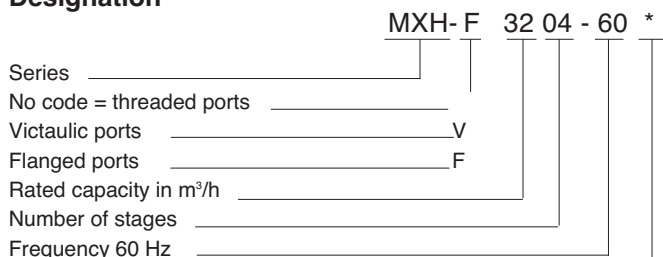 Designation
MXH- F 32 04 - 60 *
Series
No code = threaded ports
Victaulic ports V
Flanged ports F
Rated capacity in m³/h
Number of stages
Frequency 60 Hz